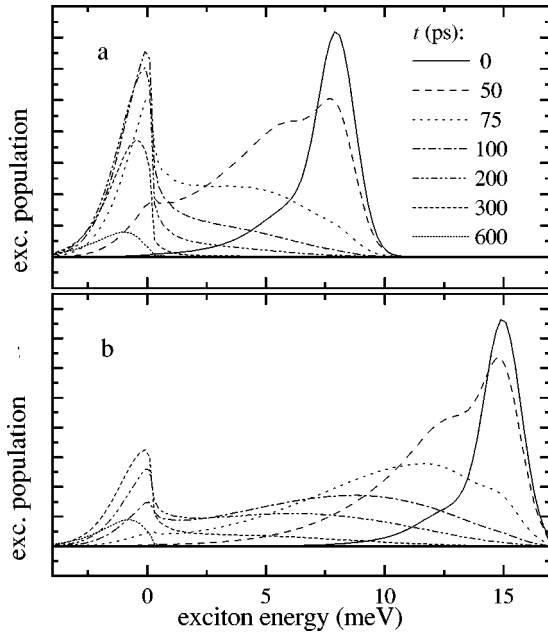 a
t (ps):
0
50
75
100
200
300
600
exc. population
b
exc. population
0 5 10 15
exciton energy (meV)